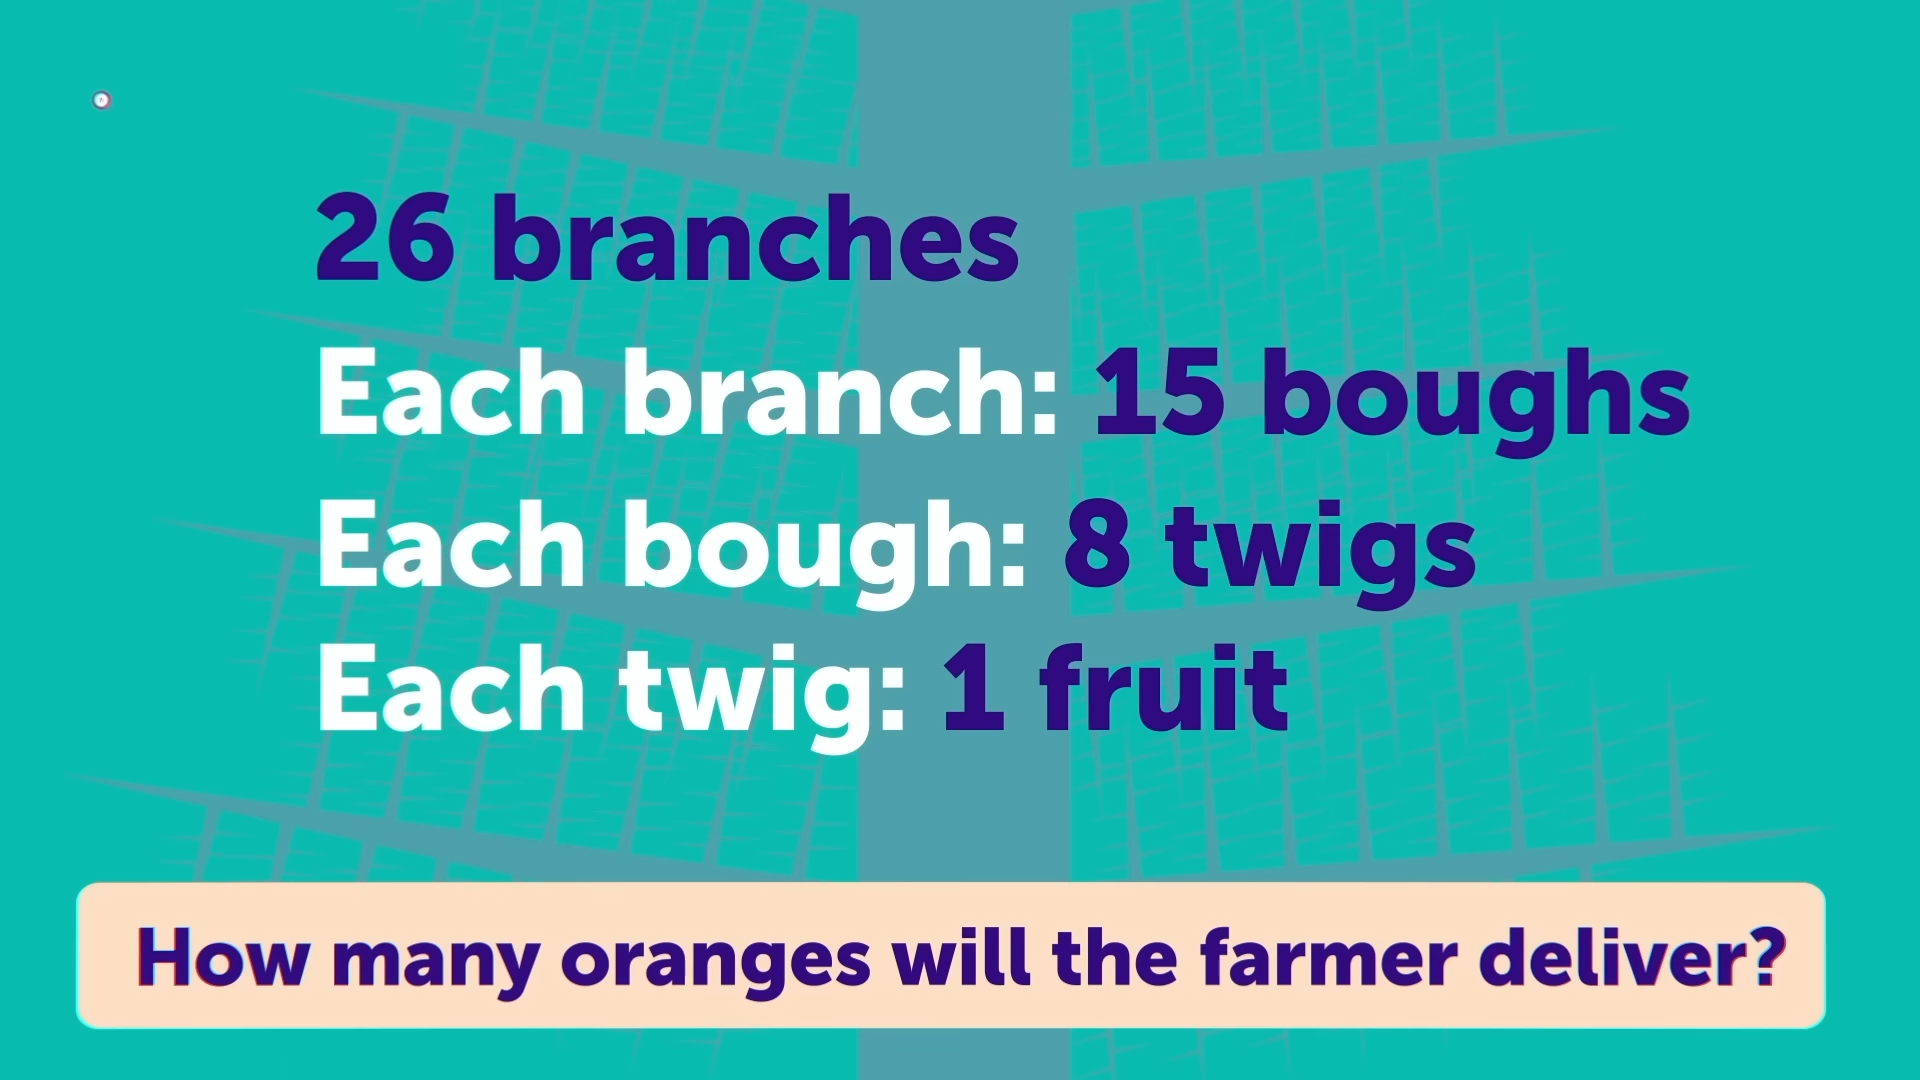 26 branches
Each branch: 15 boughs
Each bough: 8 twigs
Each twig: 1 fruit
How many oranges will the farmer deliver?